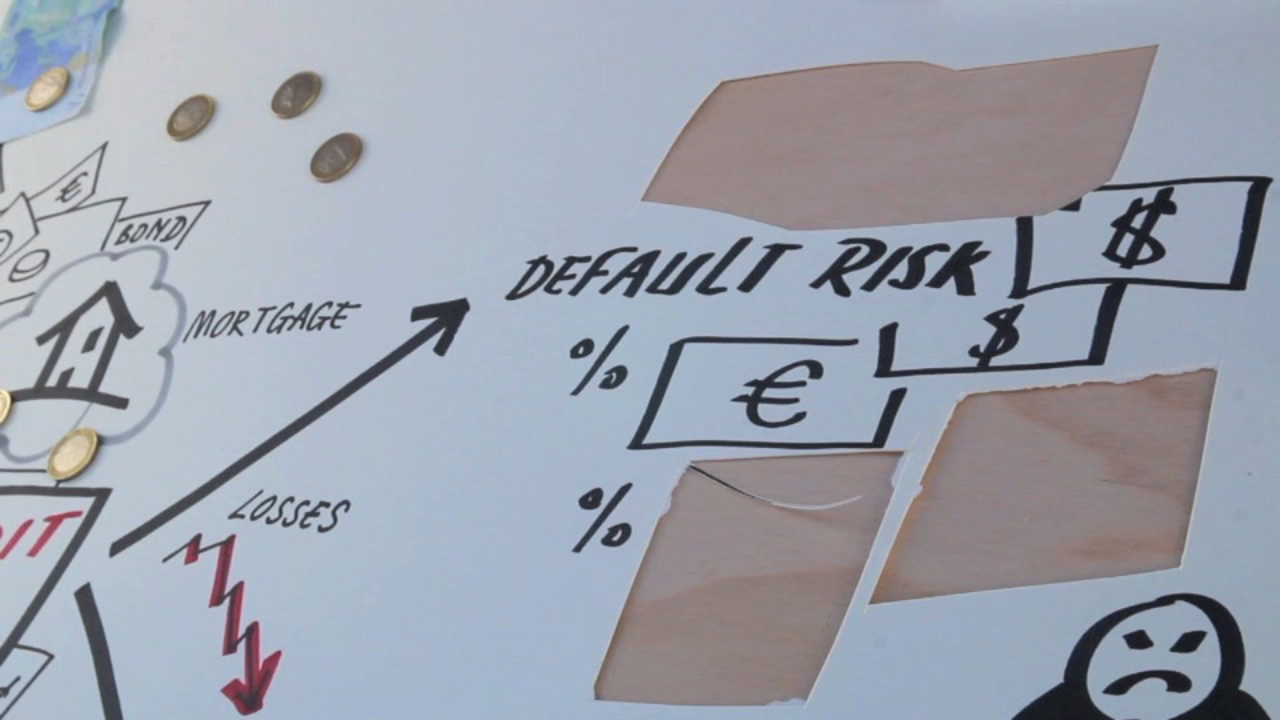 €
BOND
MORTGAGE
DEFAULT RISK
$
$
%
€
%
LOSSES